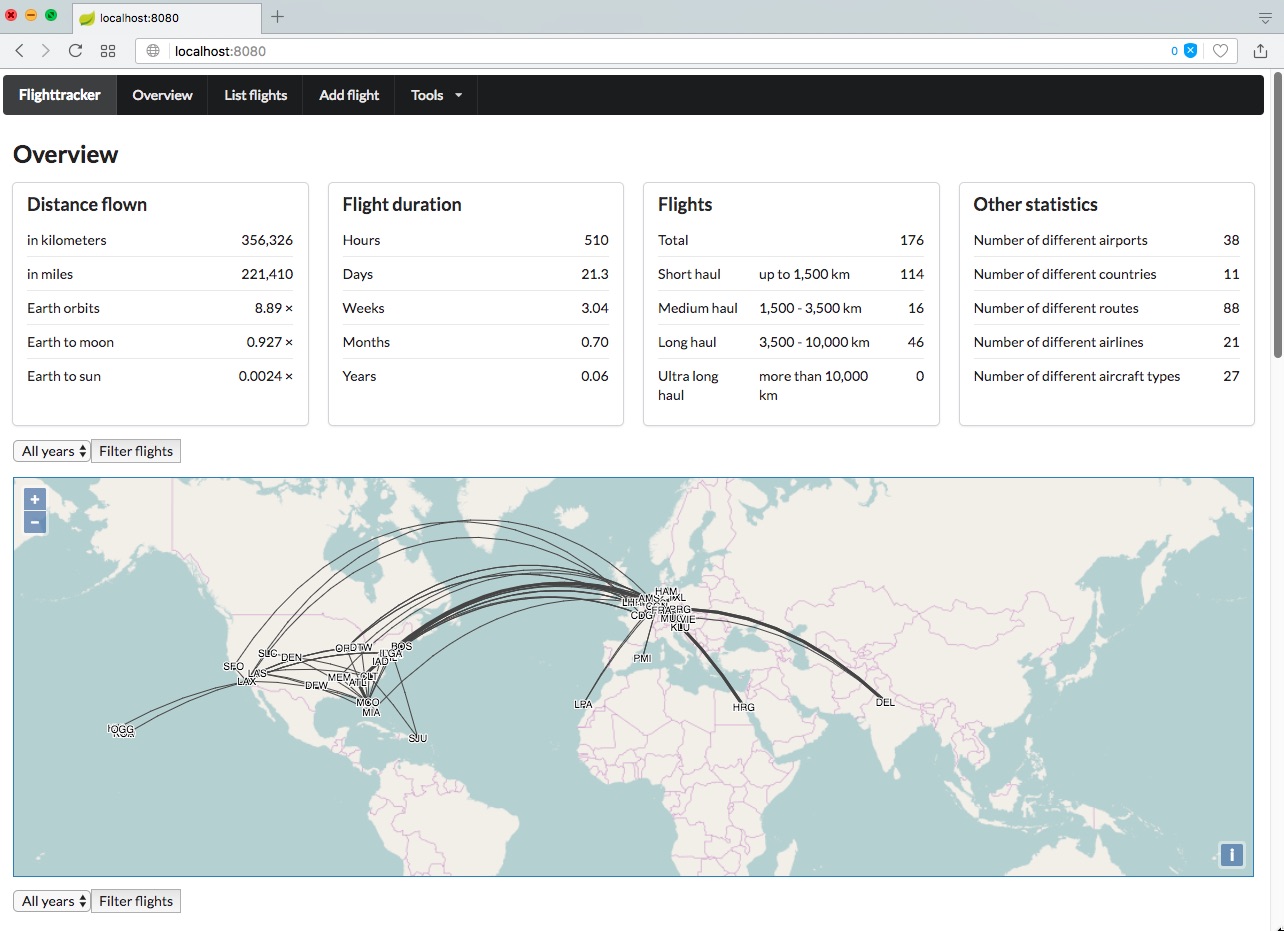 localhost:8080
localhost:8080
0
Flighttracker Overview List flights Add flight Tools
Overview
Distance flown
in kilometers 356,326
in miles 221,410
Earth orbits 8.89 ×
Earth to moon 0.927 ×
Earth to sun 0.0024 ×
Flight duration
Hours 510
Days 21.3
Weeks 3.04
Months 0.70
Years 0.06
Flights
Total 176
Short haul up to 1,500 km 114
Medium haul 1,500 - 3,500 km 16
Long haul 3,500 - 10,000 km 46
Ultra long more than 10,000 0
haul km
Other statistics
Number of different airports 38
Number of different countries 11
Number of different routes 88
Number of different airlines 21
Number of different aircraft types 27
All years Filter flights
+
−
HAM
AMS TXL
CDG PRG
VIE
KLU
BOS
DTW
SLC DEN
IAD
PMI
SFO
LAS
LAX
MEM CLT
ATL
DFW
MCO
MIA
LPA
HRG
DEL
OGG
SJU
i
All years Filter flights